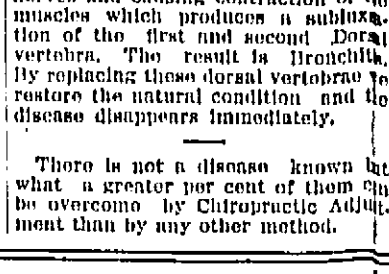 muscles which produces a subluxa-
tion of the first and second Dorsal
vertebra. The result is Bronchitis.
By replacing these dorsal vertebrae
restore the natural condition and
disease disappears immediately.
There is not a disease known but
what a greater per cent of them can
be overcome by Chiropractic Adjust-
ment than by any other method.